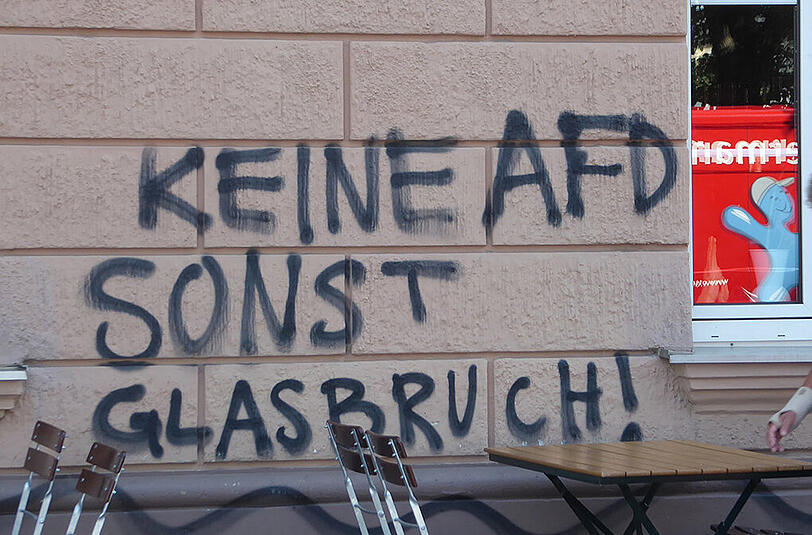 KEINE AFD
SONST
GLASBRUCH!